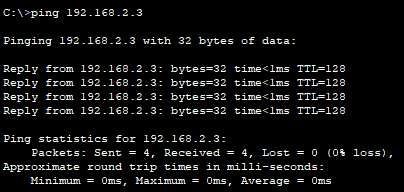 C:\>ping 192.168.2.3
Pinging 192.168.2.3 with 32 bytes of data:
Reply from 192.168.2.3: bytes=32 time<1ms TTL=128
Reply from 192.168.2.3: bytes=32 time<1ms TTL=128
Reply from 192.168.2.3: bytes=32 time<1ms TTL=128
Reply from 192.168.2.3: bytes=32 time<1ms TTL=128
Ping statistics for 192.168.2.3:
    Packets: Sent = 4, Received = 4, Lost = 0 (0% loss),
Approximate round trip times in milli-seconds:
    Minimum = 0ms, Maximum = 0ms, Average = 0ms